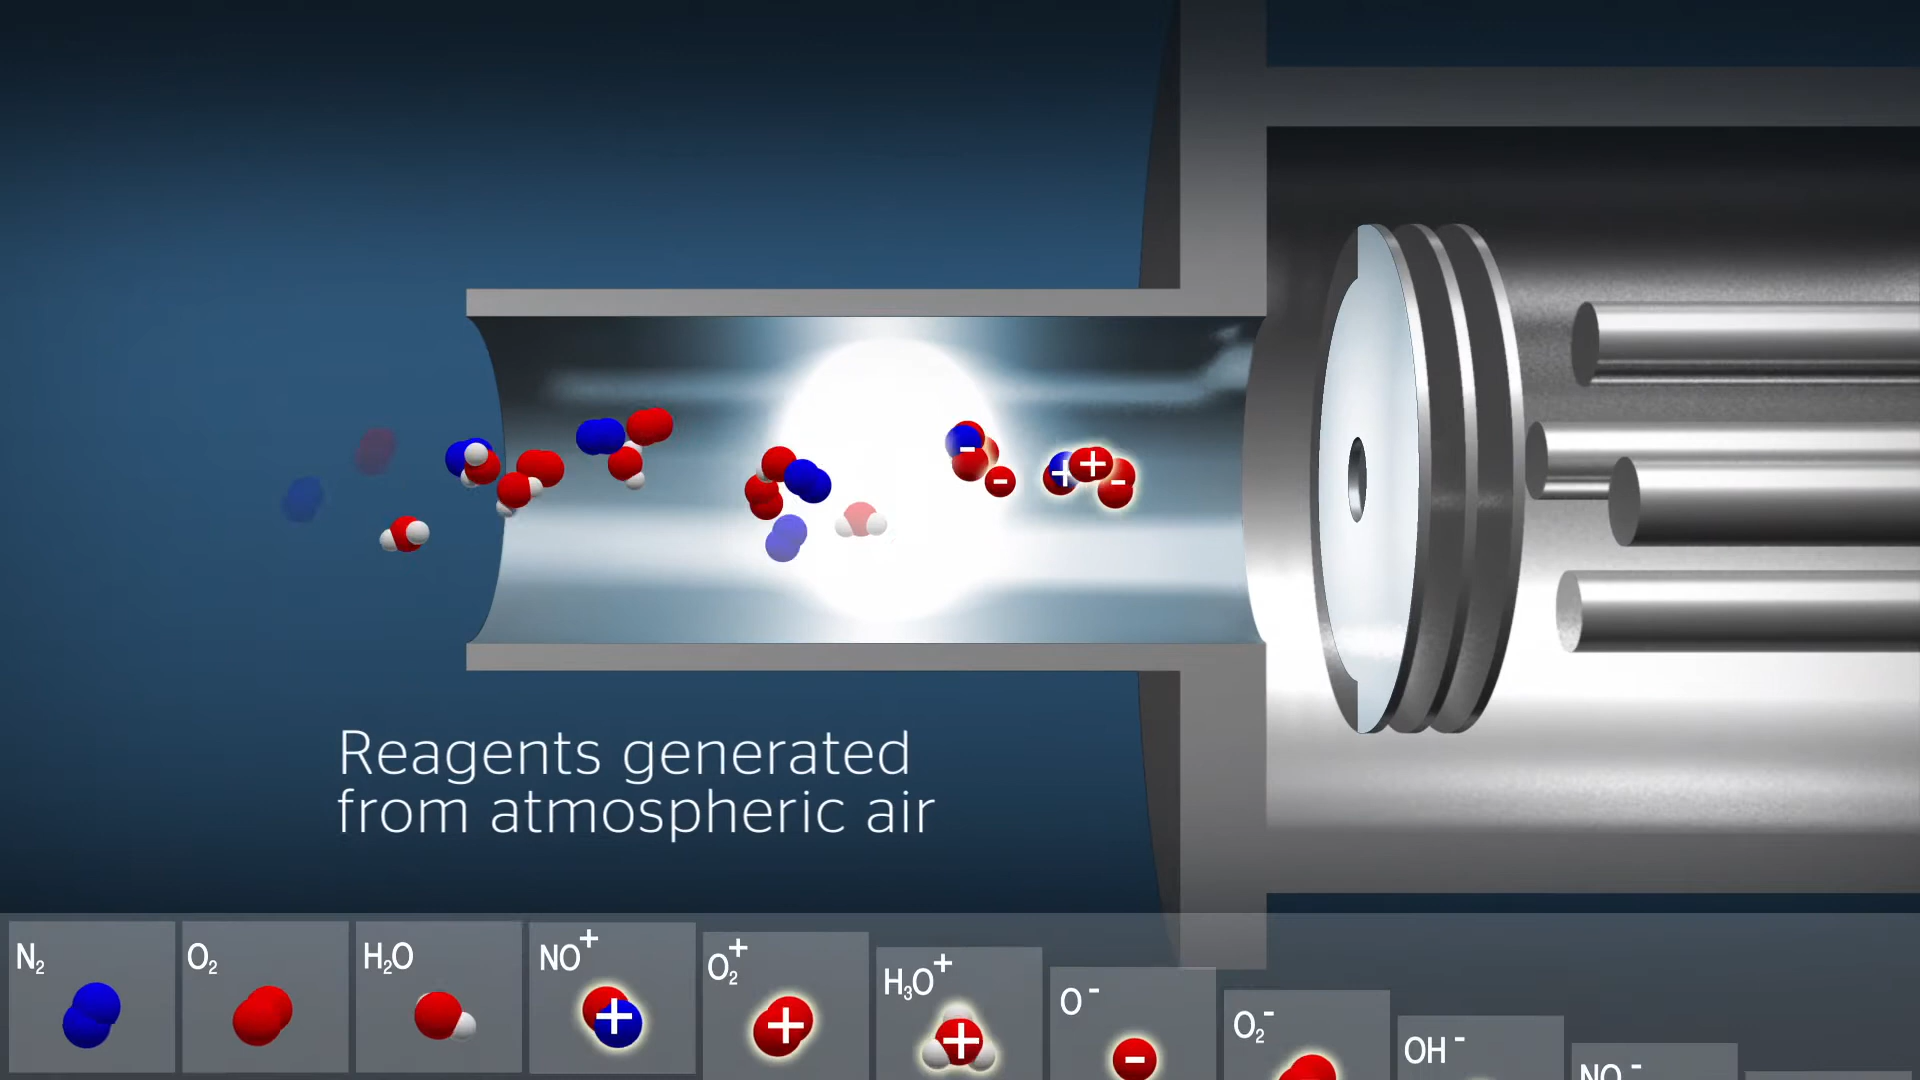 Reagents generated
from atmospheric air
N₂
O₂
H₂O
NO⁺
O₂⁺
H₃O⁺
O⁻
O₂⁻
OH⁻
+
+
+
-
-
-
-
+
+